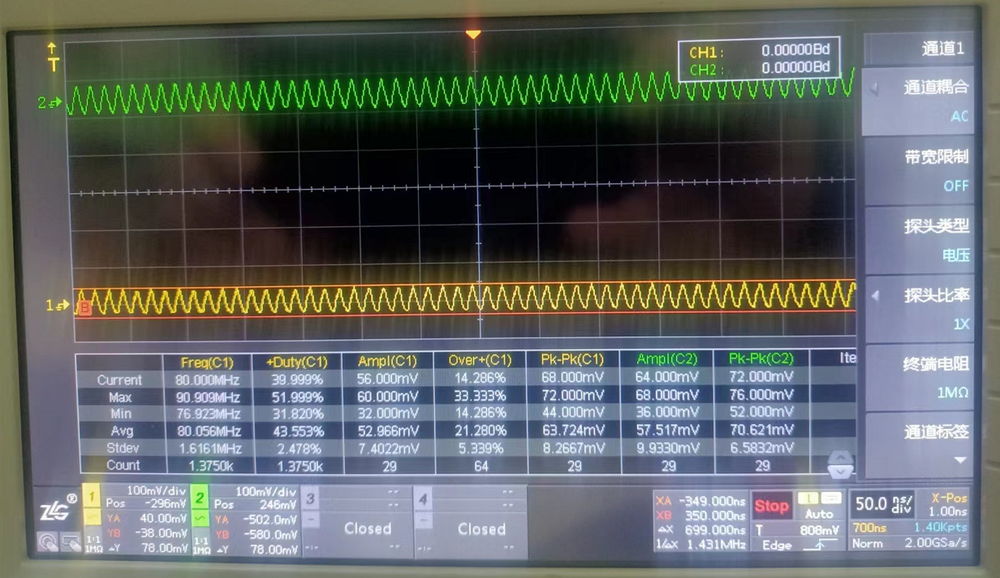 T
CH1: 0.00000Bd
CH2: 0.00000Bd
2
1
B
通道1
通道耦合
AC
带宽限制
OFF
探头类型
电压
探头比率
1X
终端电阻
1MΩ
通道标签
Freq(C1) +Duty(C1) Ampl(C1) Over+(C1) Pk-Pk(C1) Ampl(C2) Pk-Pk(C2) Ite
Current 80.000MHz 39.999% 56.000mV 14.286% 68.000mV 64.000mV 72.000mV
Max 90.909MHz 51.999% 60.000mV 33.333% 72.000mV 68.000mV 76.000mV
Min 76.923MHz 31.820% 32.000mV 14.286% 44.000mV 36.000mV 52.000mV
Avg 80.056MHz 43.553% 52.966mV 21.280% 63.724mV 57.517mV 70.621mV
Stdev 1.6161MHz 2.478% 7.4022mV 5.339% 8.2667mV 9.9330mV 6.5832mV
Count 1.3750k 1.3750k 29 64 29 29 29
ZLG®
1 100mV/div
Pos -296mV
YA 40.00mV
YB -38.00mV
1:1
1MΩ ⊿Y 78.00mV
2 100mV/div
Pos 246mV
YA -502.0mV
YB -580.0mV
1:1
1MΩ ⊿Y 78.00mV
3 --
Closed
--
4 --
Closed
--
XA -349.000ns
XB 350.000ns
⊿X 699.000ns
1/⊿X 1.431MHz
Stop 1
Auto
T 808mV
Edge
50.0 ns/div
X-Pos
1.00ns
700ns 1.40Kpts
Norm 2.00GSa/s